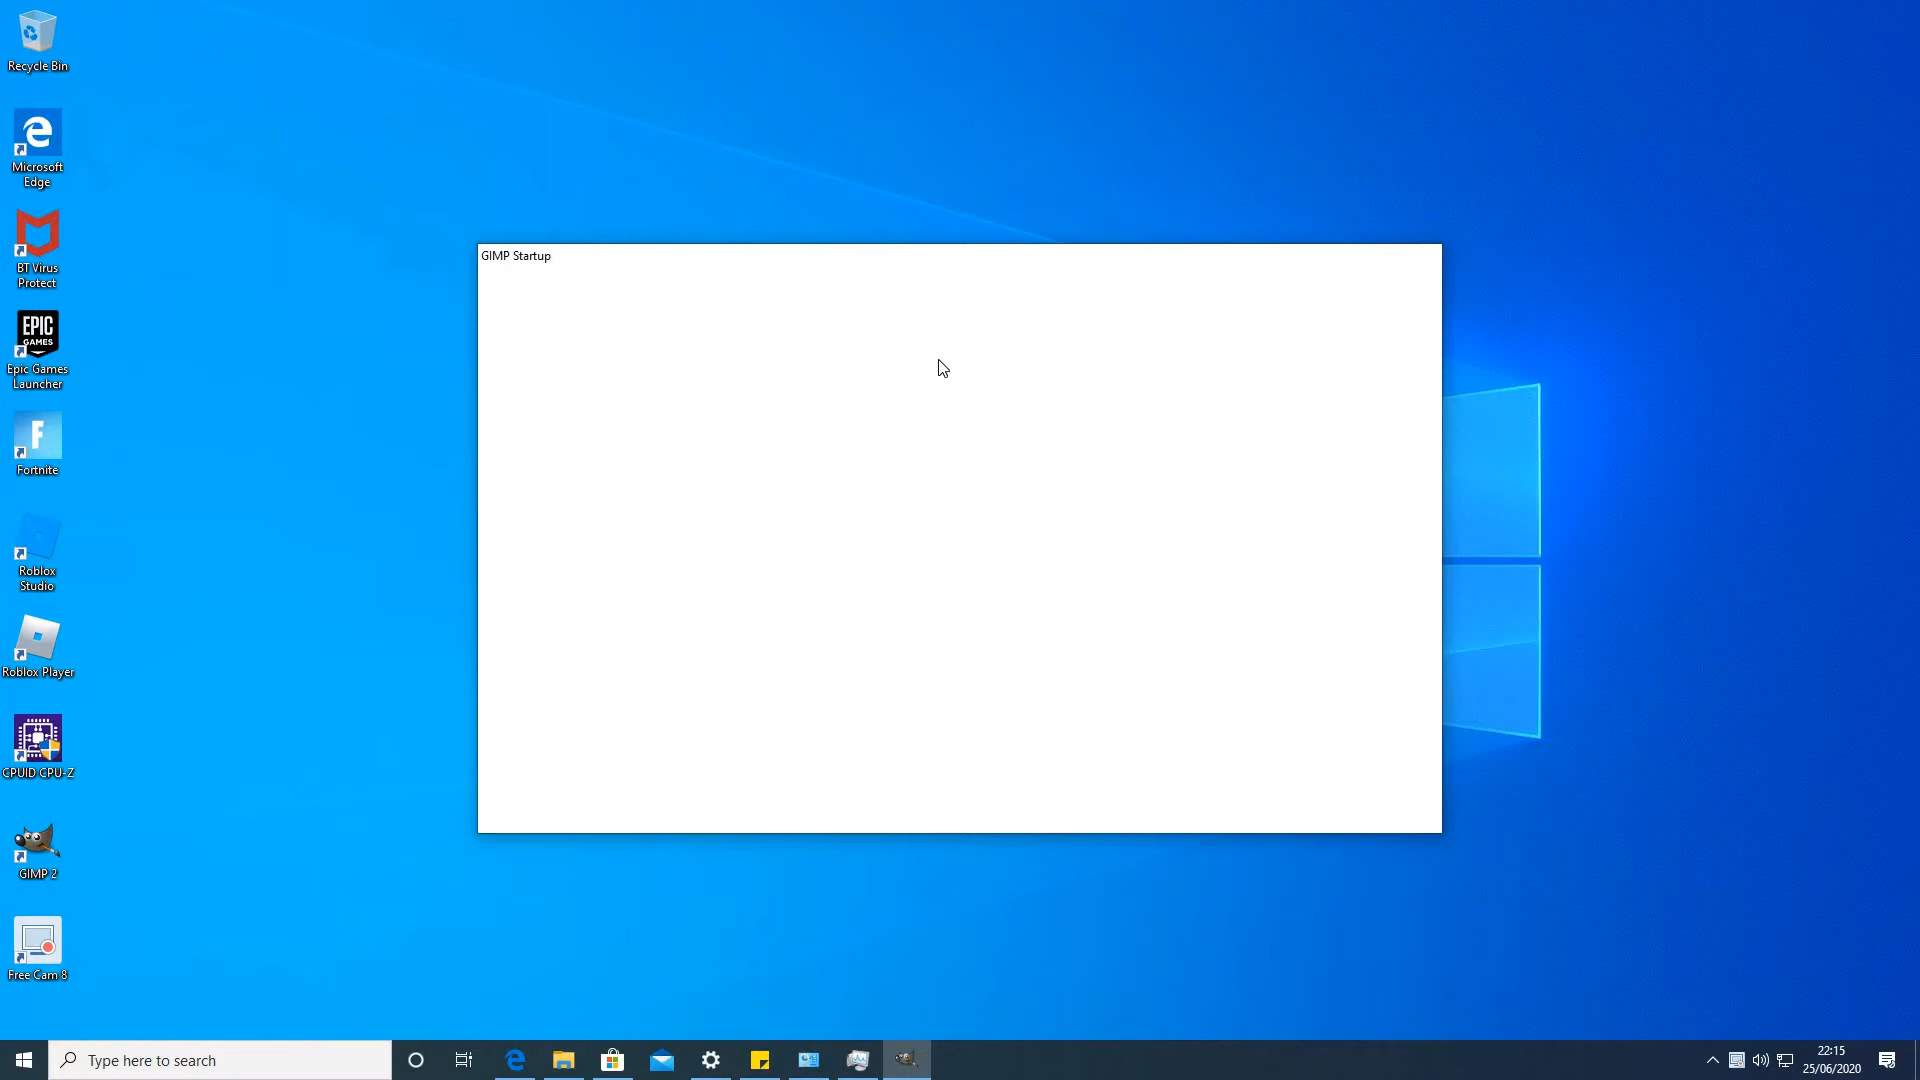 Recycle Bin
Microsoft
Edge
BT Virus
Protect
EPIC
GAMES
Epic Games
Launcher
F
Fortnite
Roblox
Studio
Roblox Player
CPUID CPU-Z
GIMP 2
Free Cam 8
GIMP Startup
Type here to search
22:15
25/06/2020